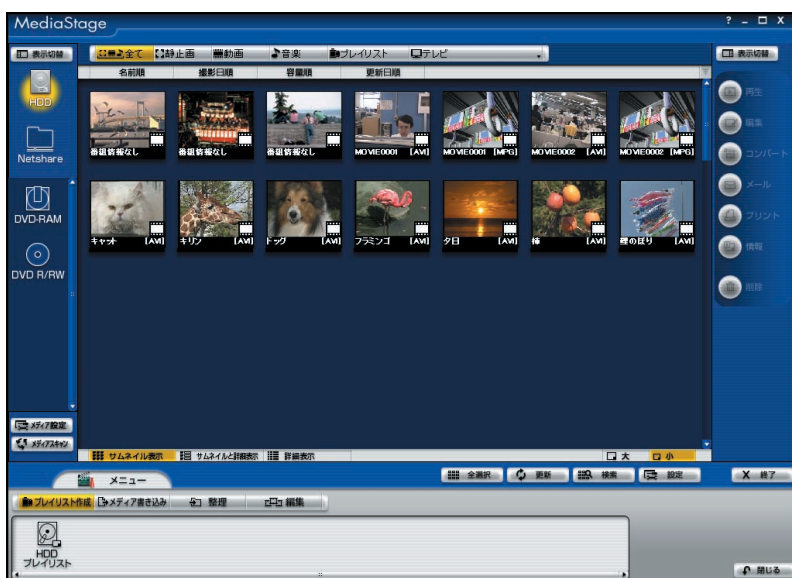 MediaStage
? _ □ X
表示切替
全て 静止画 動画 音楽 プレイリスト テレビ
表示切替
名前順 撮影日順 容量順 更新日順
HDD
Netshare
DVD-RAM
DVD R/RW
番組情報なし
番組情報なし
番組情報なし
MOVIE0001 [AVI]
MOVIE0001 [MPG]
MOVIE0002 [AVI]
MOVIE0002 [MPG]
キャット [AVI]
キリン [AVI]
ドッグ [AVI]
フラミンゴ [AVI]
夕日 [AVI]
柿 [AVI]
鯉のぼり [AVI]
再生
編集
コンバート
メール
プリント
情報
削除
メディア設定
メディアスキャン
サムネイル表示 サムネイルと詳細表示 詳細表示 大 小
メニュー
全選択 更新 検索 設定 X 終了
プレイリスト作成 メディア書き込み 整理 編集
HDD
プレイリスト
閉じる